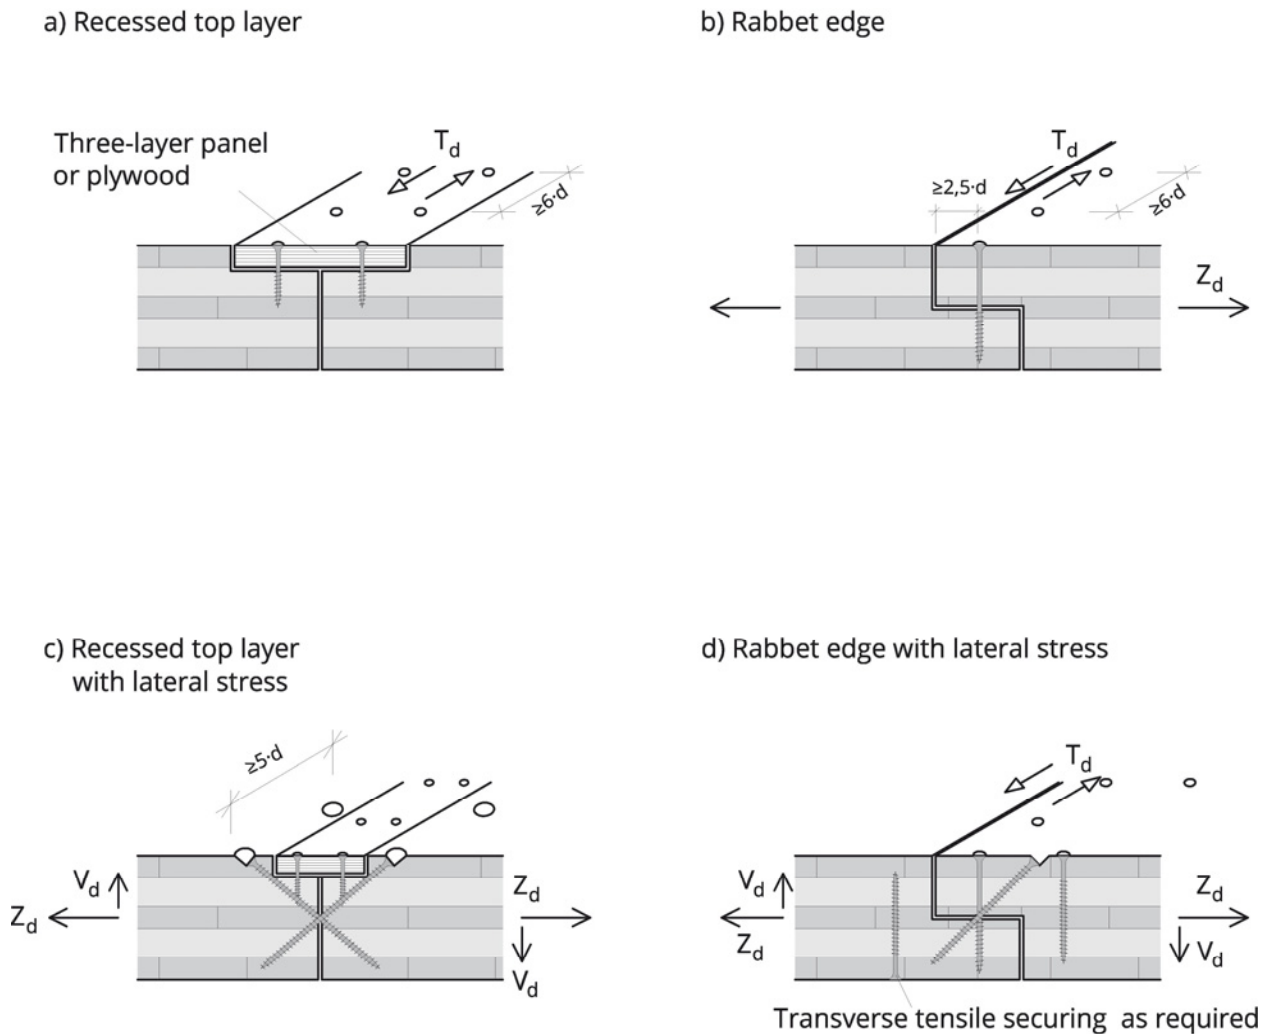 a) Recessed top layer
b) Rabbet edge
Three-layer panel
or plywood
T_d
≥6·d
≥2,5·d
T_d
≥6·d
Z_d
c) Recessed top layer
with lateral stress
d) Rabbet edge with lateral stress
≥5·d
V_d
Z_d
Z_d
V_d
T_d
V_d
Z_d
Z_d
V_d
Transverse tensile securing as required